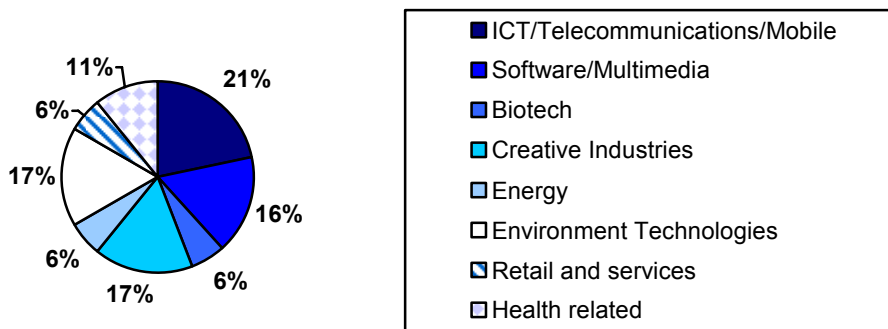 11%
21%
6%
17%
16%
6%
17%
6%
ICT/Telecommunications/Mobile
Software/Multimedia
Biotech
Creative Industries
Energy
Environment Technologies
Retail and services
Health related